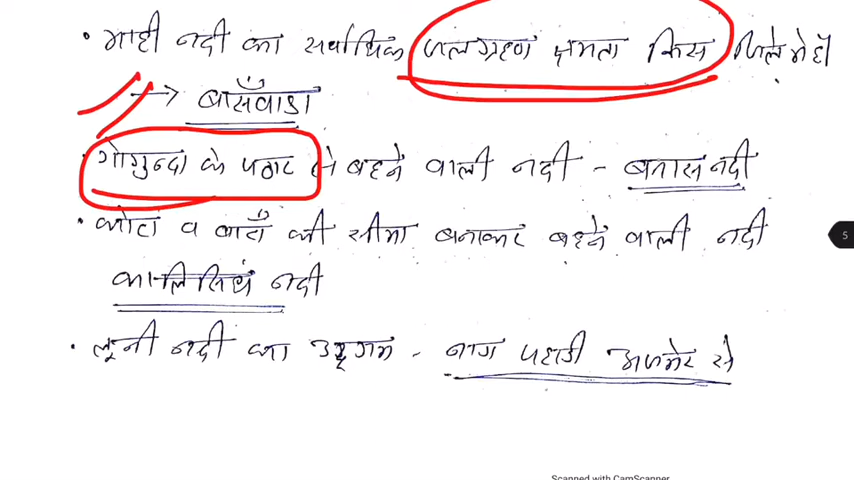 • माही नदी का सर्वाधिक जलग्रहण क्षमता किस जिले में हैं
→ बाँसवाडा
• गोगुन्दा के पठार से बहने वाली नदी - बनास नदी
• कोटा व बाराँ की सीमा बनाकर बहने वाली नदी
कालिसिंध नदी
• लूनी नदी का उद्गम - नाग पहाडी अजमेर से
5
Scanned with CamScanner